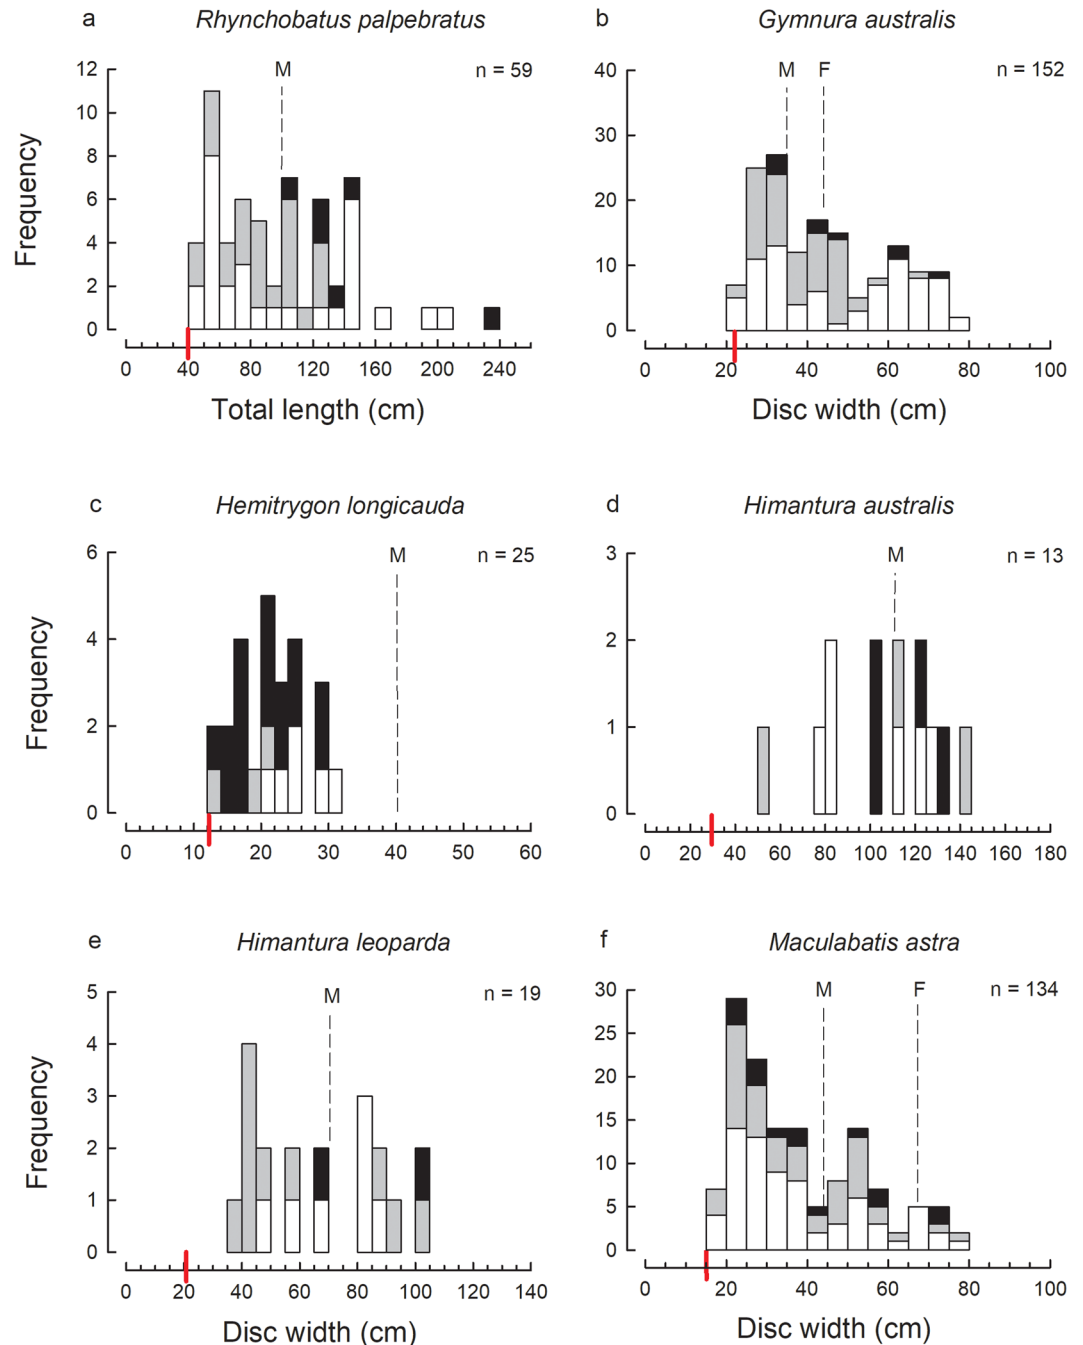 a Rhynchobatus palpebratus
M n = 59
12
10
8
6
4
2
0
Frequency
0 40 80 120 160 200 240
Total length (cm)
b Gymnura australis
M F n = 152
40
30
20
10
0
0 20 40 60 80 100
Disc width (cm)
c Hemitrygon longicauda
M n = 25
6
4
2
0
Frequency
0 10 20 30 40 50 60
d Himantura australis
M n = 13
3
2
1
0
0 20 40 60 80 100 120 140 160 180
e Himantura leoparda
M n = 19
5
4
3
2
1
0
Frequency
0 20 40 60 80 100 120 140
Disc width (cm)
f Maculabatis astra
M F n = 134
30
25
20
15
10
5
0
0 20 40 60 80 100
Disc width (cm)